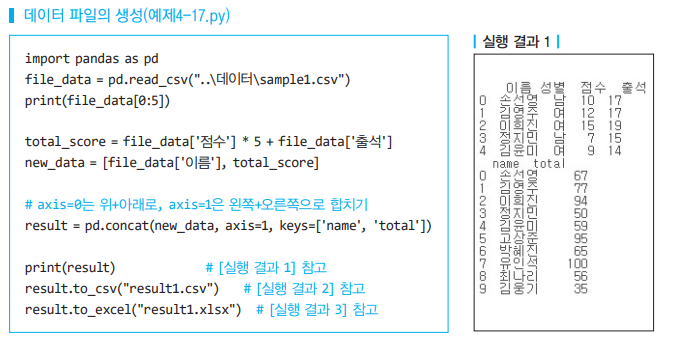 데이터 파일의 생성(예제4-17.py)
import pandas as pd
file_data = pd.read_csv("..\데이터\sample1.csv")
print(file_data[0:5])
total_score = file_data['점수'] * 5 + file_data['출석']
new_data = [file_data['이름'], total_score]
# axis=0는 위+아래로, axis=1은 왼쪽+오른쪽으로 합치기
result = pd.concat(new_data, axis=1, keys=['name', 'total'])
print(result) # [실행 결과 1] 참고
result.to_csv("result1.csv") # [실행 결과 2] 참고
result.to_excel("result1.xlsx") # [실행 결과 3] 참고
실행 결과 1
이름 성별 점수 출석
0 손선영 남 10 17
1 김영주 여 12 17
2 이희진 여 15 19
3 정지민 남 7 15
4 김윤미 여 9 14
name total
0 손선영 67
1 김영주 77
2 이희진 94
3 정지민 50
4 김윤미 59
5 고상준 95
6 박혜진 65
7 유인석 100
8 최나리 56
9 김웅기 35